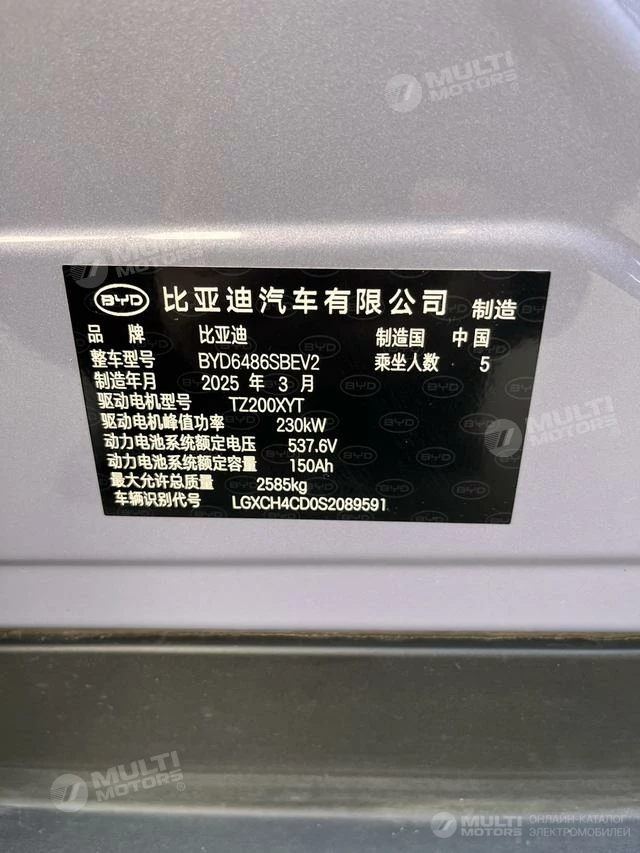 MULTI
MOTORS
BYD 比亚迪汽车有限公司 制造
品牌 比亚迪 制造国 中国
整车型号 BYD6486SBEV2 乘坐人数 5
制造年月 2025 年 3 月
驱动电机型号 TZ200XYT
驱动电机峰值功率 230kW
动力电池系统额定电压 537.6V
动力电池系统额定容量 150Ah
最大允许总质量 2585kg
车辆识别代号 LGXCH4CD0S2089591
MULTI
MOTORS
MULTI
MOTORS
ОНЛАЙН-КАТАЛОГ
ЭЛЕКТРОМОБИЛЕЙ